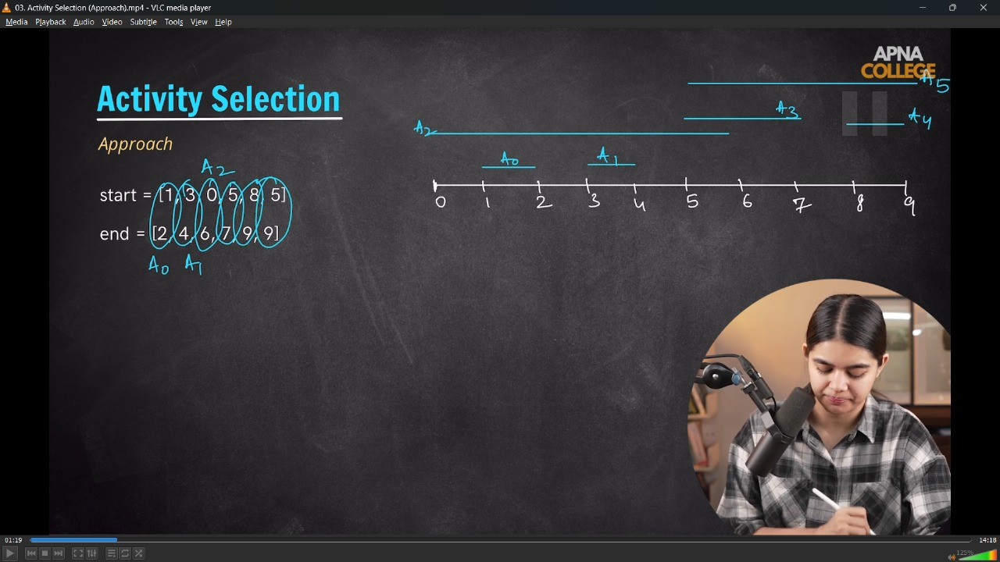 03. Activity Selection (Approach).mp4 - VLC media player
Media Playback Audio Video Subtitle Tools View Help
APNA
COLLEGE
A5
Activity Selection
A3
A4
A2
Approach
A0
A1
A2
start = [1, 3, 0, 5, 8, 5]
0 1 2 3 4 5 6 7 8 9
end = [2, 4, 6, 7, 9, 9]
A0 A1
01:19
14:18
125%